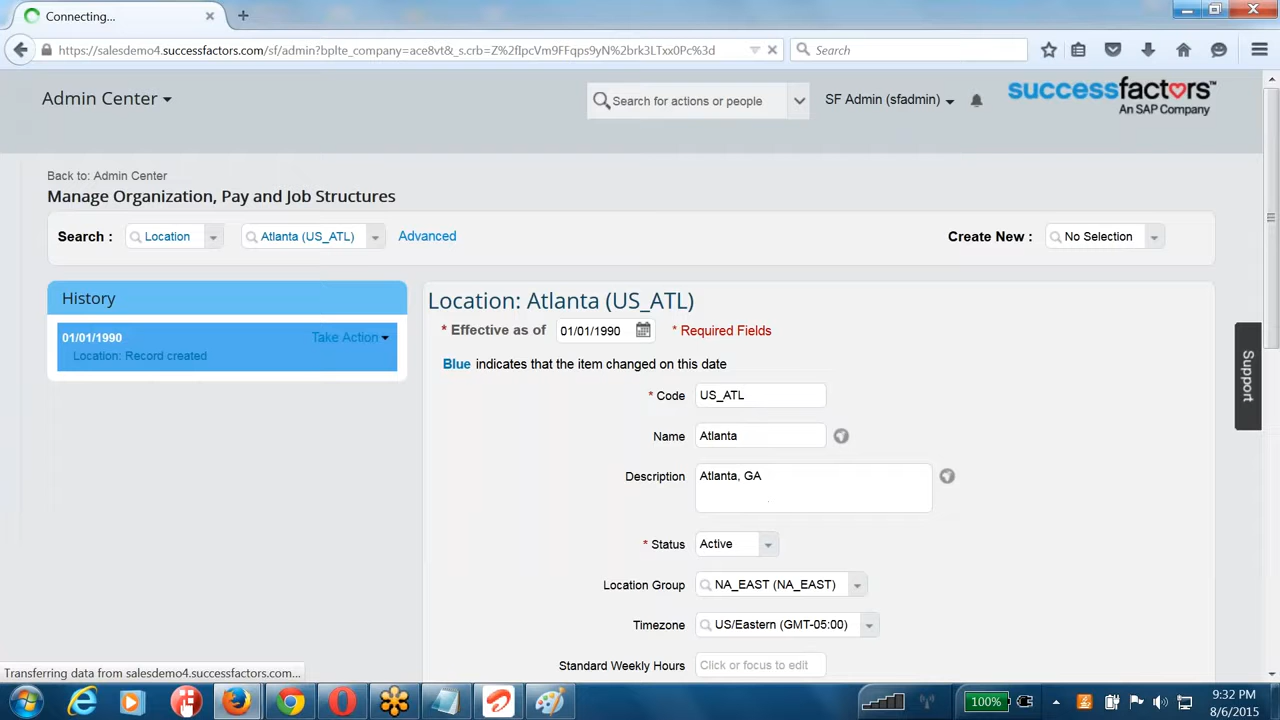 Connecting...
https://salesdemo4.successfactors.com/sf/admin?bplte_company=ace8vt&_s.crb=Z%2fIpcVm9FFqps9yN%2brk3LTxx0Pc%3d
Search
Admin Center
Search for actions or people
SF Admin (sfadmin)
successfactors™
An SAP Company
Back to: Admin Center
Manage Organization, Pay and Job Structures
Search :
Location
Atlanta (US_ATL)
Advanced
Create New :
No Selection
History
01/01/1990
Take Action
Location: Record created
Location: Atlanta (US_ATL)
* Effective as of
01/01/1990
* Required Fields
Blue indicates that the item changed on this date
* Code
US_ATL
Name
Atlanta
Description
Atlanta, GA
* Status
Active
Location Group
NA_EAST (NA_EAST)
Timezone
US/Eastern (GMT-05:00)
Standard Weekly Hours
Click or focus to edit
Support
Transferring data from salesdemo4.successfactors.com...
100%
9:32 PM
8/6/2015